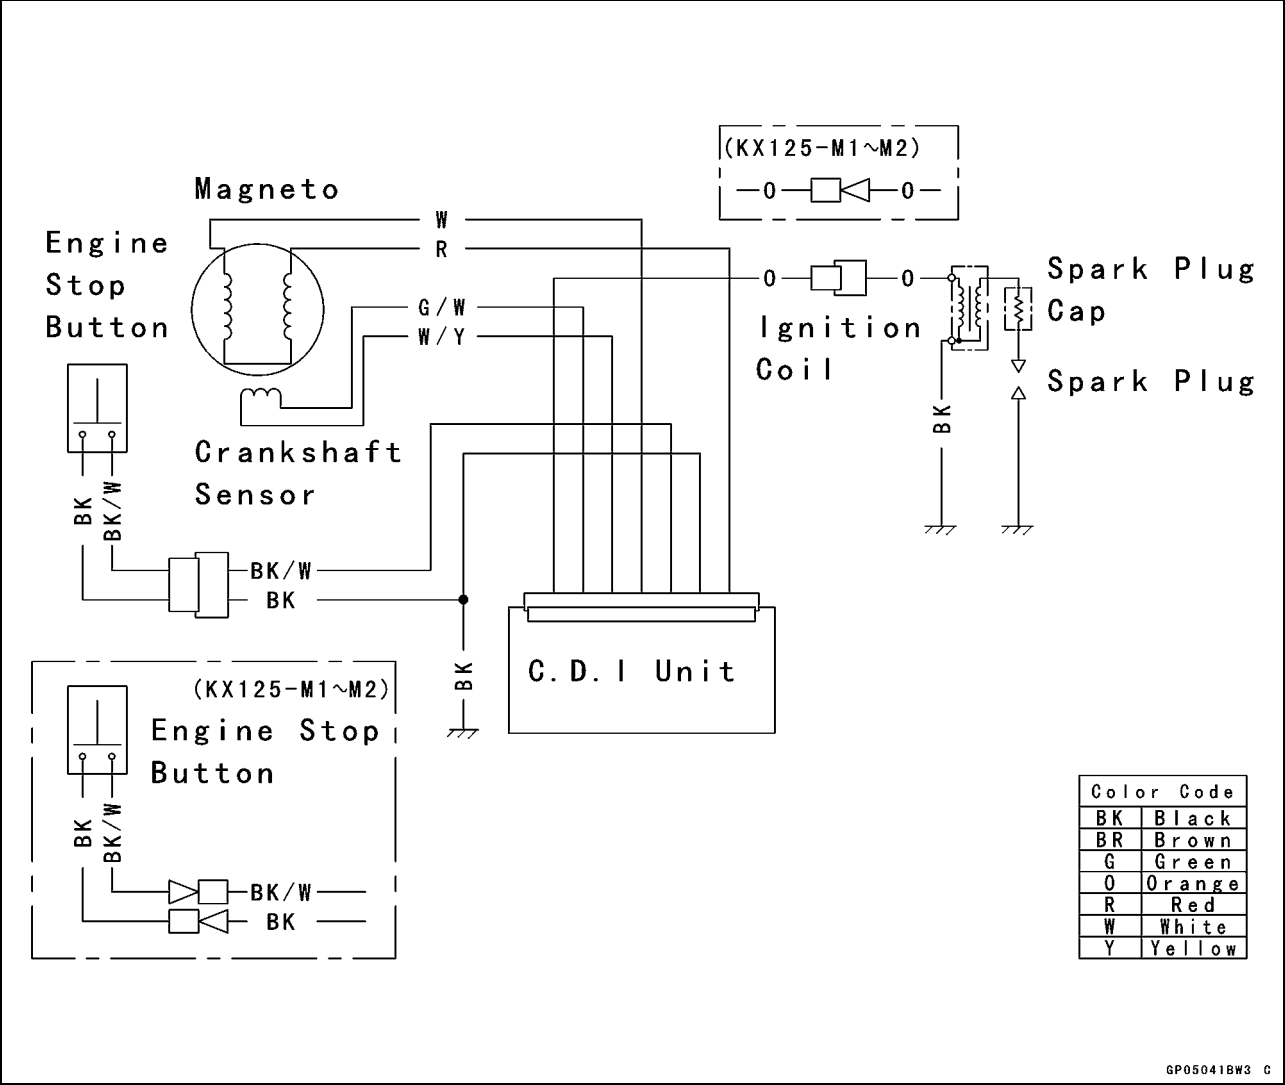 (KX125-M1~M2)
O O
Magneto
W
Engine
Stop
Button
R
O O
Spark Plug
Cap
G/W
Ignition
Coil
W/Y
Spark Plug
BK
Crankshaft
Sensor
BK
BK/W
BK/W
BK
BK
C.D.I Unit
(KX125-M1~M2)
Engine Stop
Button
BK
BK/W
BK/W
BK
Color Code
BK Black
BR Brown
G Green
O Orange
R Red
W White
Y Yellow
GP05041BW3 C